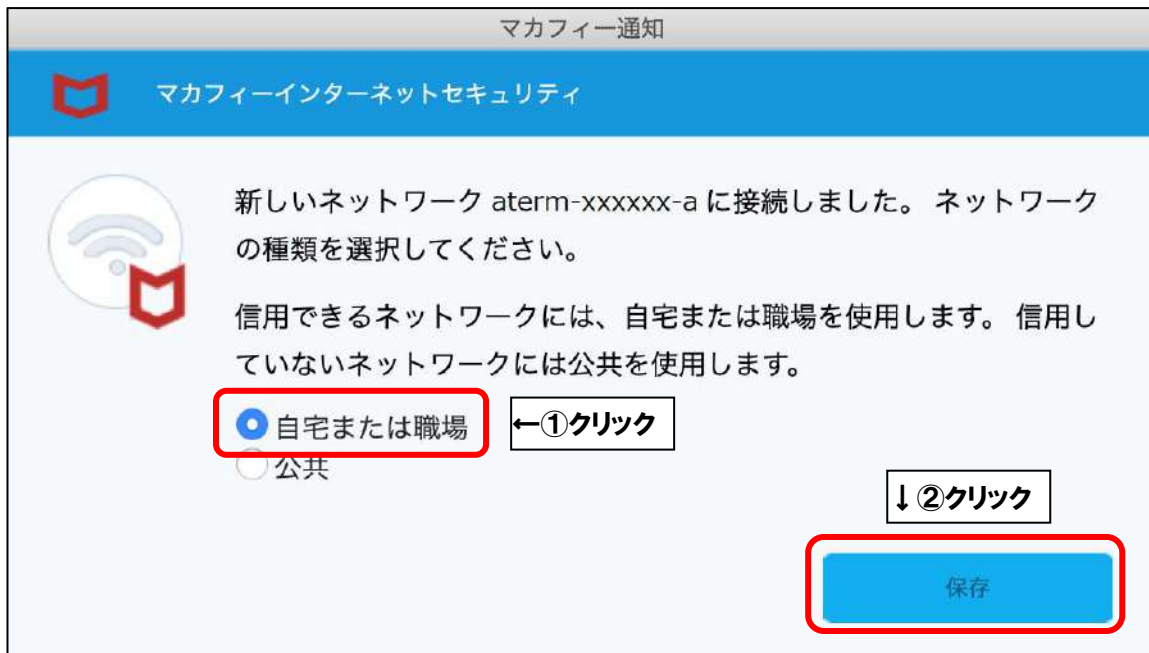 マカフィー通知
マカフィーインターネットセキュリティ
新しいネットワーク aterm-xxxxxx-a に接続しました。 ネットワーク
の種類を選択してください。
信用できるネットワークには、自宅または職場を使用します。 信用し
ていないネットワークには公共を使用します。
自宅または職場
←①クリック
公共
↓②クリック
保存